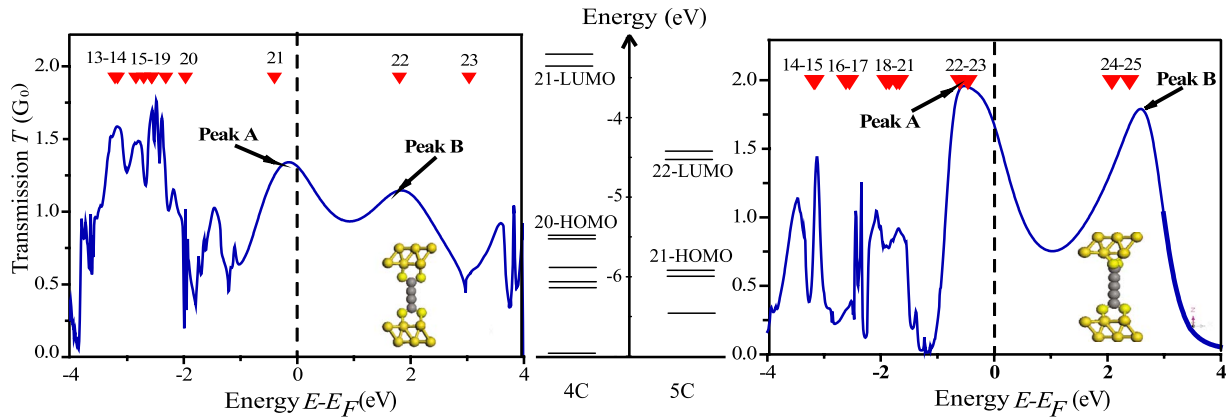 Energy (eV)
13-14 15-19 20 21 22 23
2.0
1.5
1.0
0.5
0.0
Transmission T (G₀)
Peak A
Peak B
-4 -2 0 2 4
Energy E-E_F(eV)
21-LUMO
20-HOMO
-4
-5
-6
22-LUMO
21-HOMO
4C 5C
14-15 16-17 18-21 22-23 24-25
2.0
1.5
1.0
0.5
0.0
Peak A
Peak B
z
-4 -2 0 2 4
Energy E-E_F (eV)